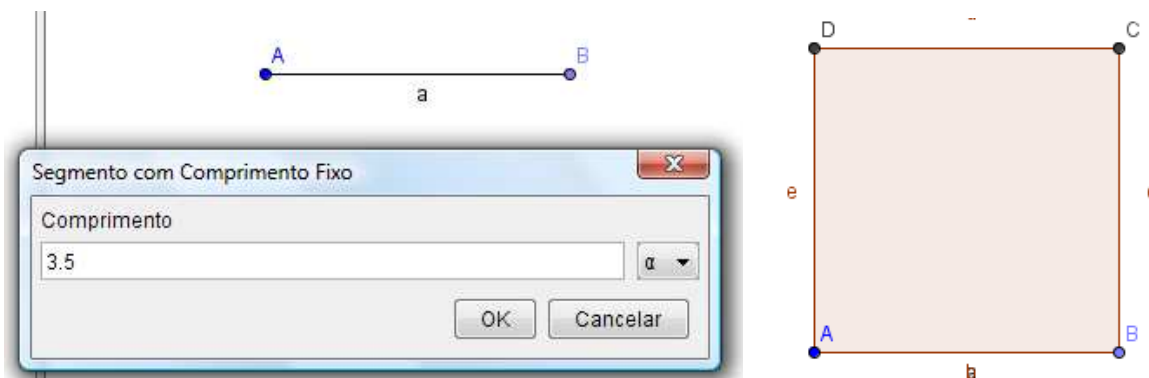 A B
a
Segmento com Comprimento Fixo
Comprimento
3.5
α
OK Cancelar
D C
e
A B